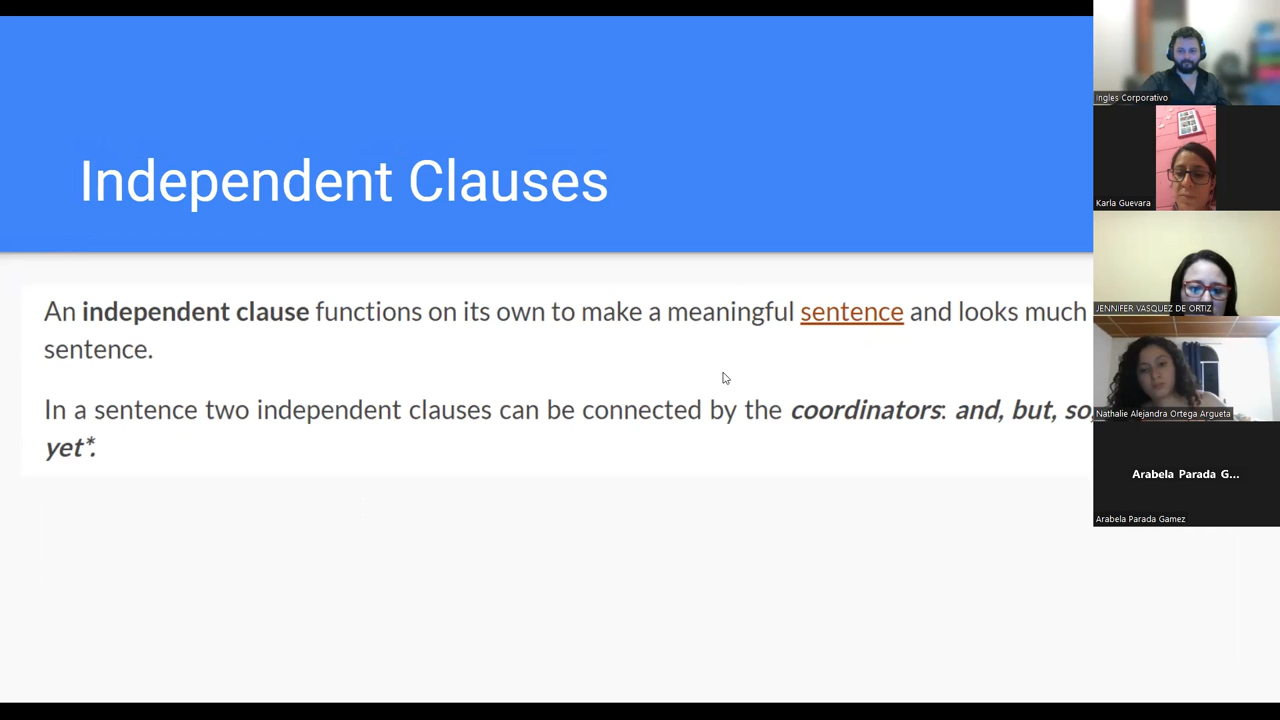 Independent Clauses
An independent clause functions on its own to make a meaningful sentence and looks much
sentence.
In a sentence two independent clauses can be connected by the coordinators: and, but, so,
yet*.
Ingles Corporativo
Karla Guevara
JENNIFER VASQUEZ DE ORTIZ
Nathalie Alejandra Ortega Argueta
Arabela Parada G...
Arabela Parada Gamez